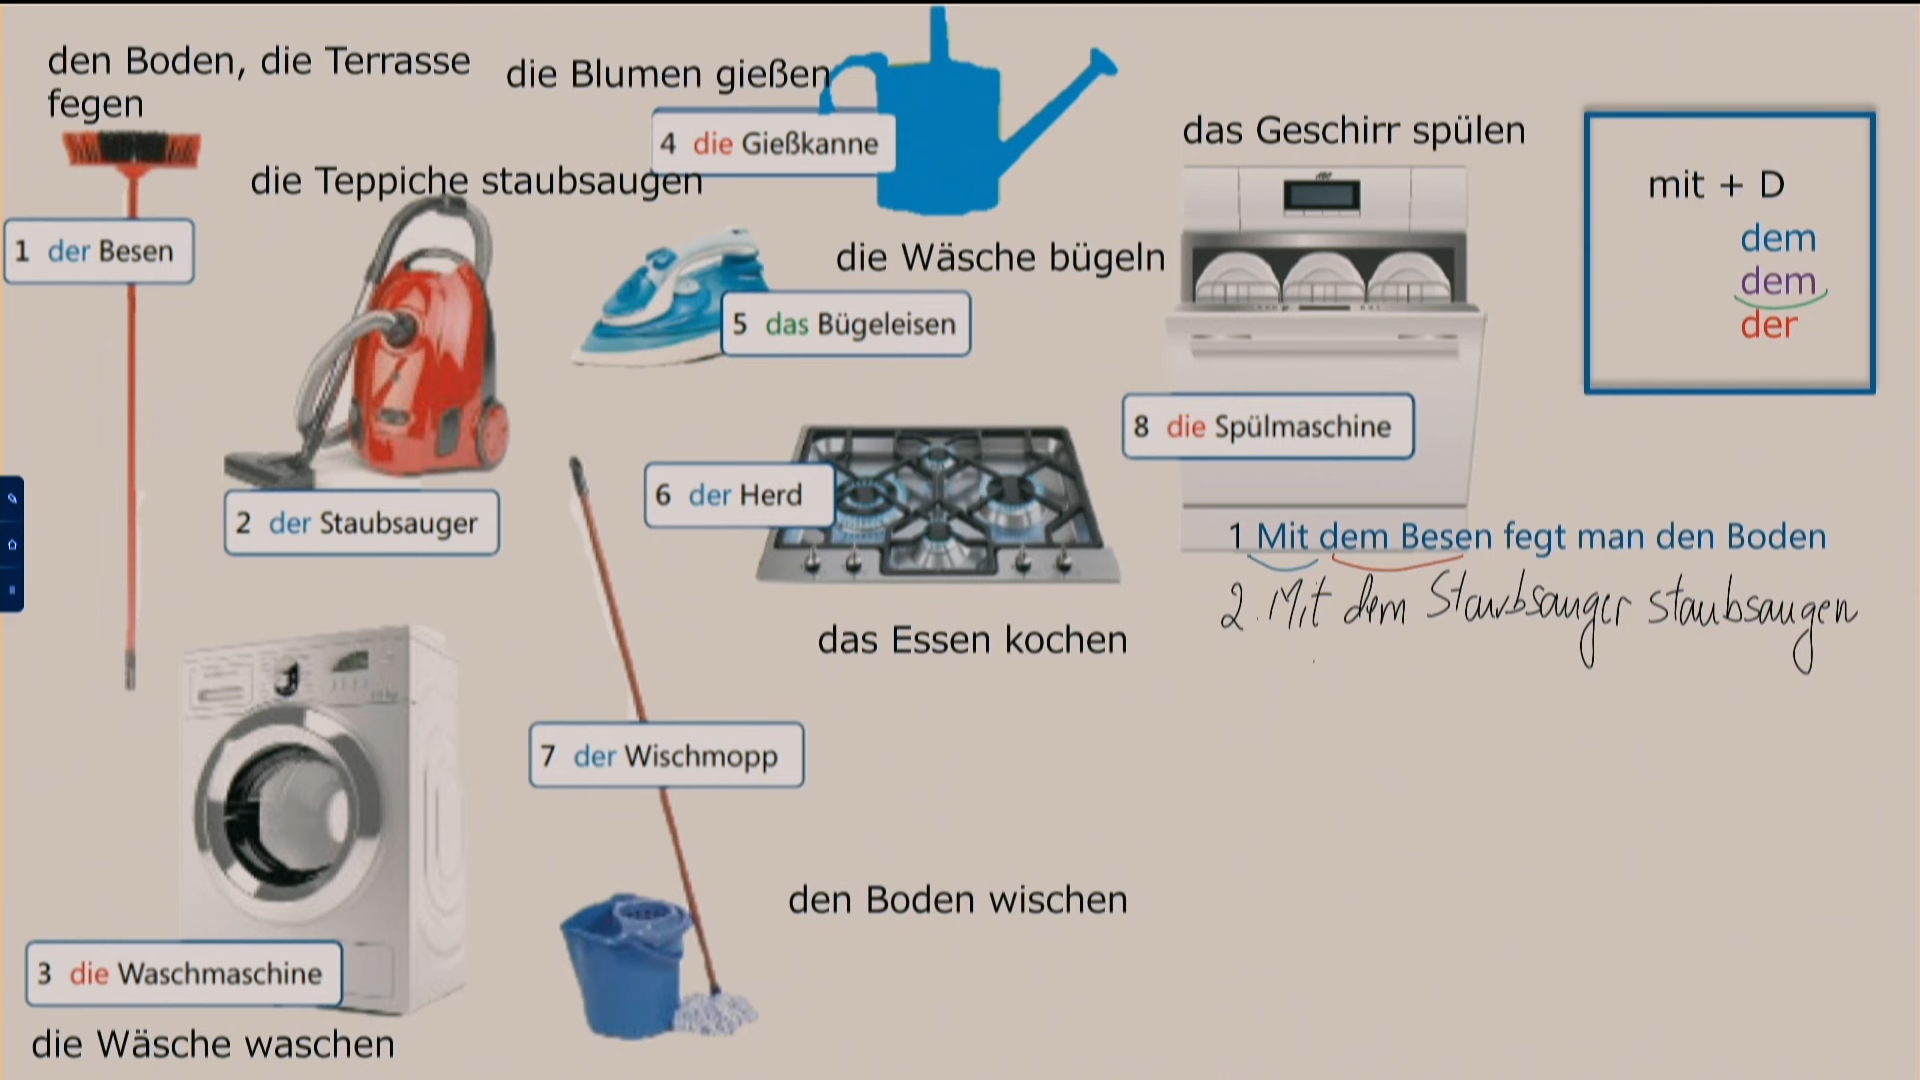 den Boden, die Terrasse
fegen
die Blumen gießen
4 die Gießkanne
das Geschirr spülen
mit + D
dem
dem
der
die Teppiche staubsaugen
1 der Besen
die Wäsche bügeln
5 das Bügeleisen
8 die Spülmaschine
6 der Herd
2 der Staubsauger
1 Mit dem Besen fegt man den Boden
2. Mit dem Staubsauger staubsaugen
das Essen kochen
7 der Wischmopp
den Boden wischen
3 die Waschmaschine
die Wäsche waschen